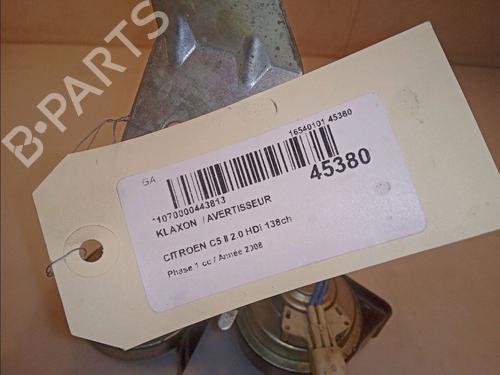 B-PARTS
GA
16540101 45380
45380
*1070000443813
KLAXON / AVERTISSEUR
CITROEN C5 II 2.0 HDI 138ch
Phase 1 cc / Année 2008